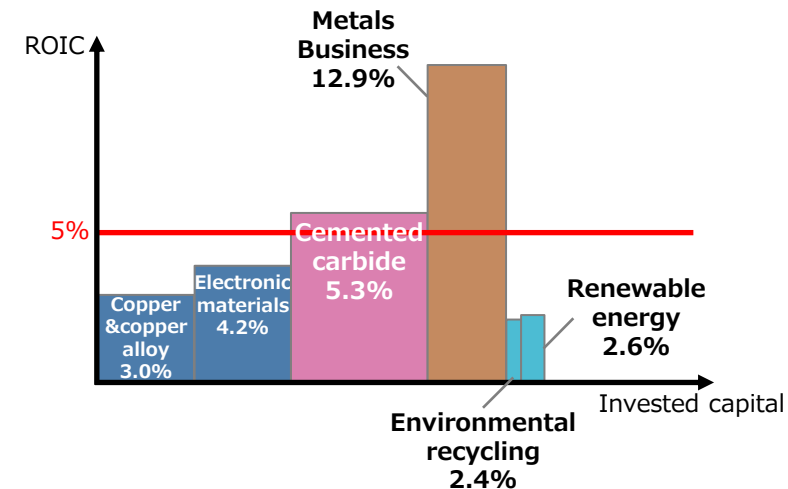 ROIC
Metals
Business
12.9%
5%
Cemented
carbide
5.3%
Electronic
materials
4.2%
Copper
&copper
alloy
3.0%
Renewable
energy
2.6%
Invested capital
Environmental
recycling
2.4%